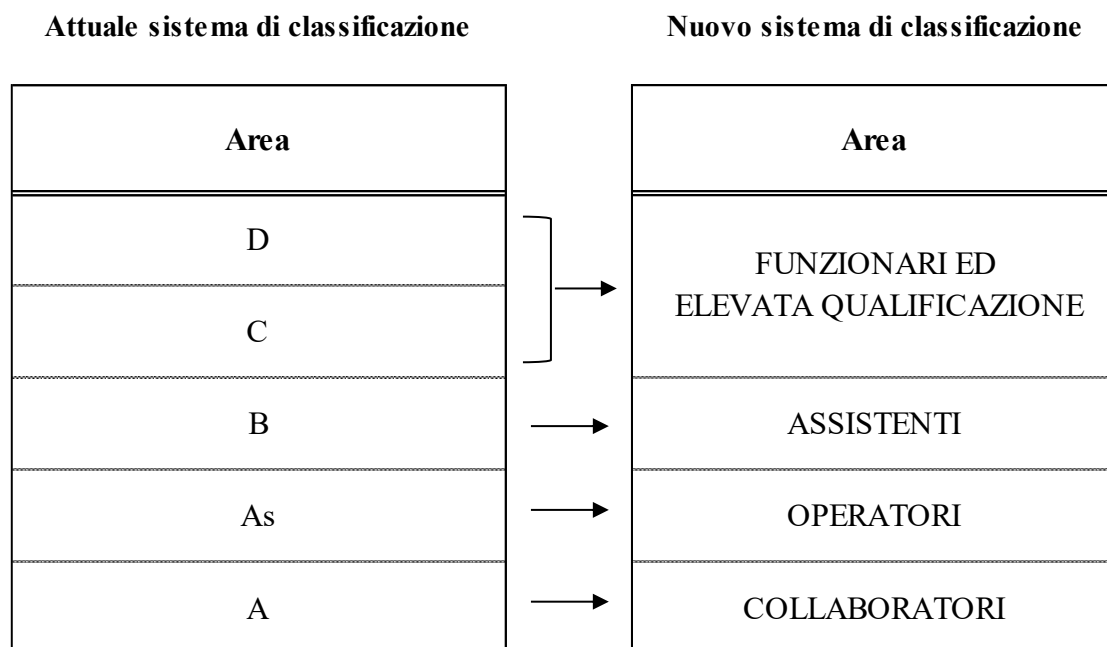 Attuale sistema di classificazione
Nuovo sistema di classificazione
Area
Area
D
C
B
As
A
FUNZIONARI ED
ELEVATA QUALIFICAZIONE
ASSISTENTI
OPERATORI
COLLABORATORI